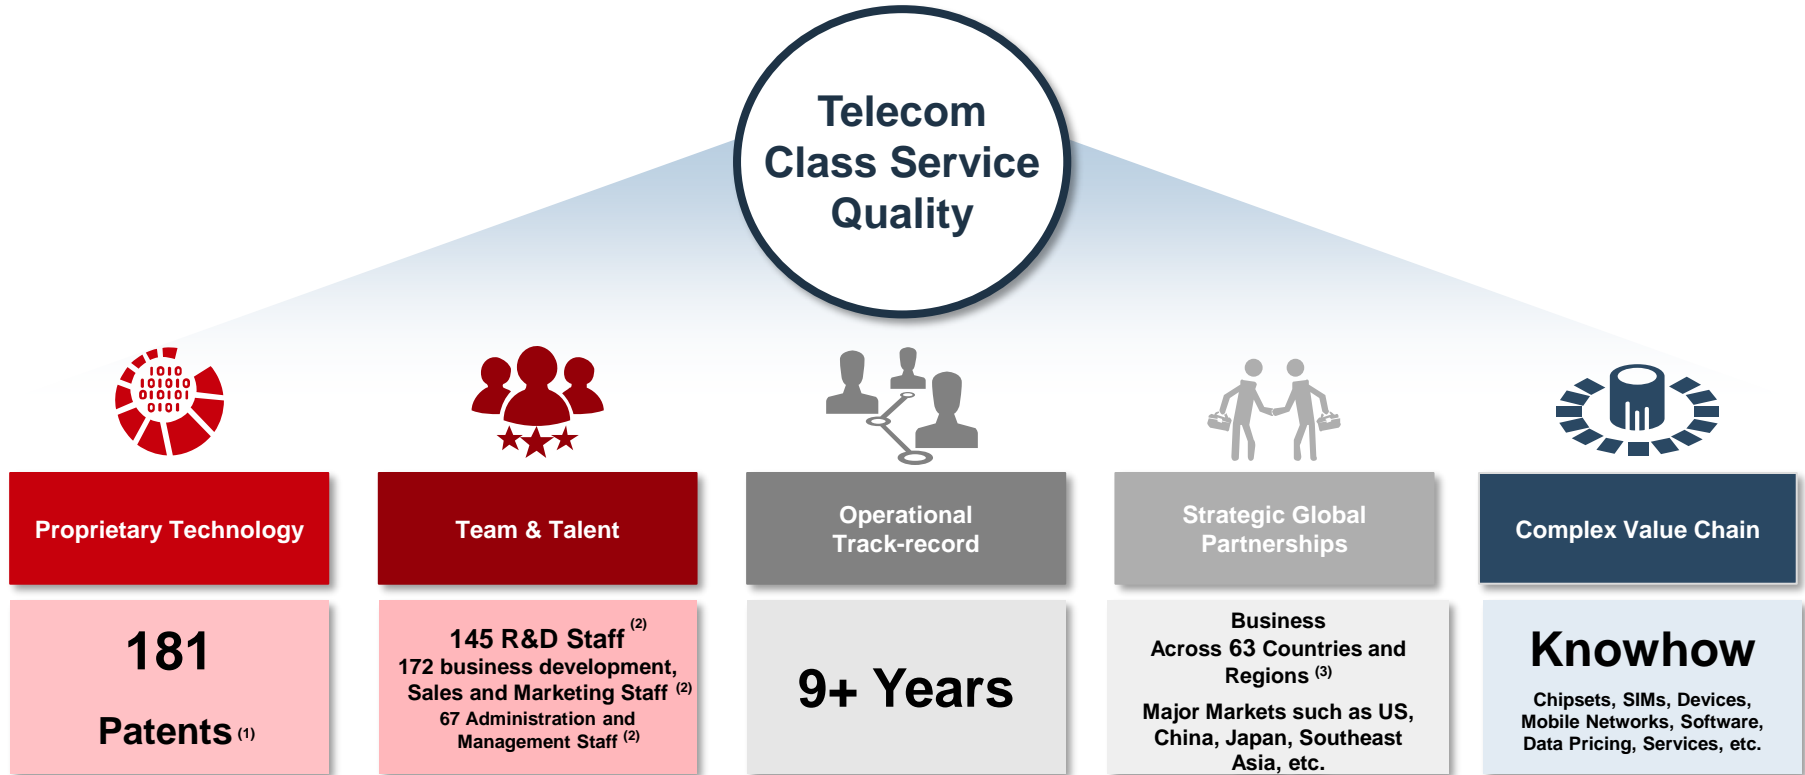 Telecom
Class Service
Quality
1010
101010
0101
Proprietary Technology
181
Patents (1)
Team & Talent
145 R&D Staff (2)
172 business development,
Sales and Marketing Staff (2)
67 Administration and
Management Staff (2)
Operational
Track-record
9+ Years
Strategic Global
Partnerships
Business
Across 63 Countries and
Regions (3)
Major Markets such as US,
China, Japan, Southeast
Asia, etc.
Complex Value Chain
Knowhow
Chipsets, SIMs, Devices,
Mobile Networks, Software,
Data Pricing, Services, etc.